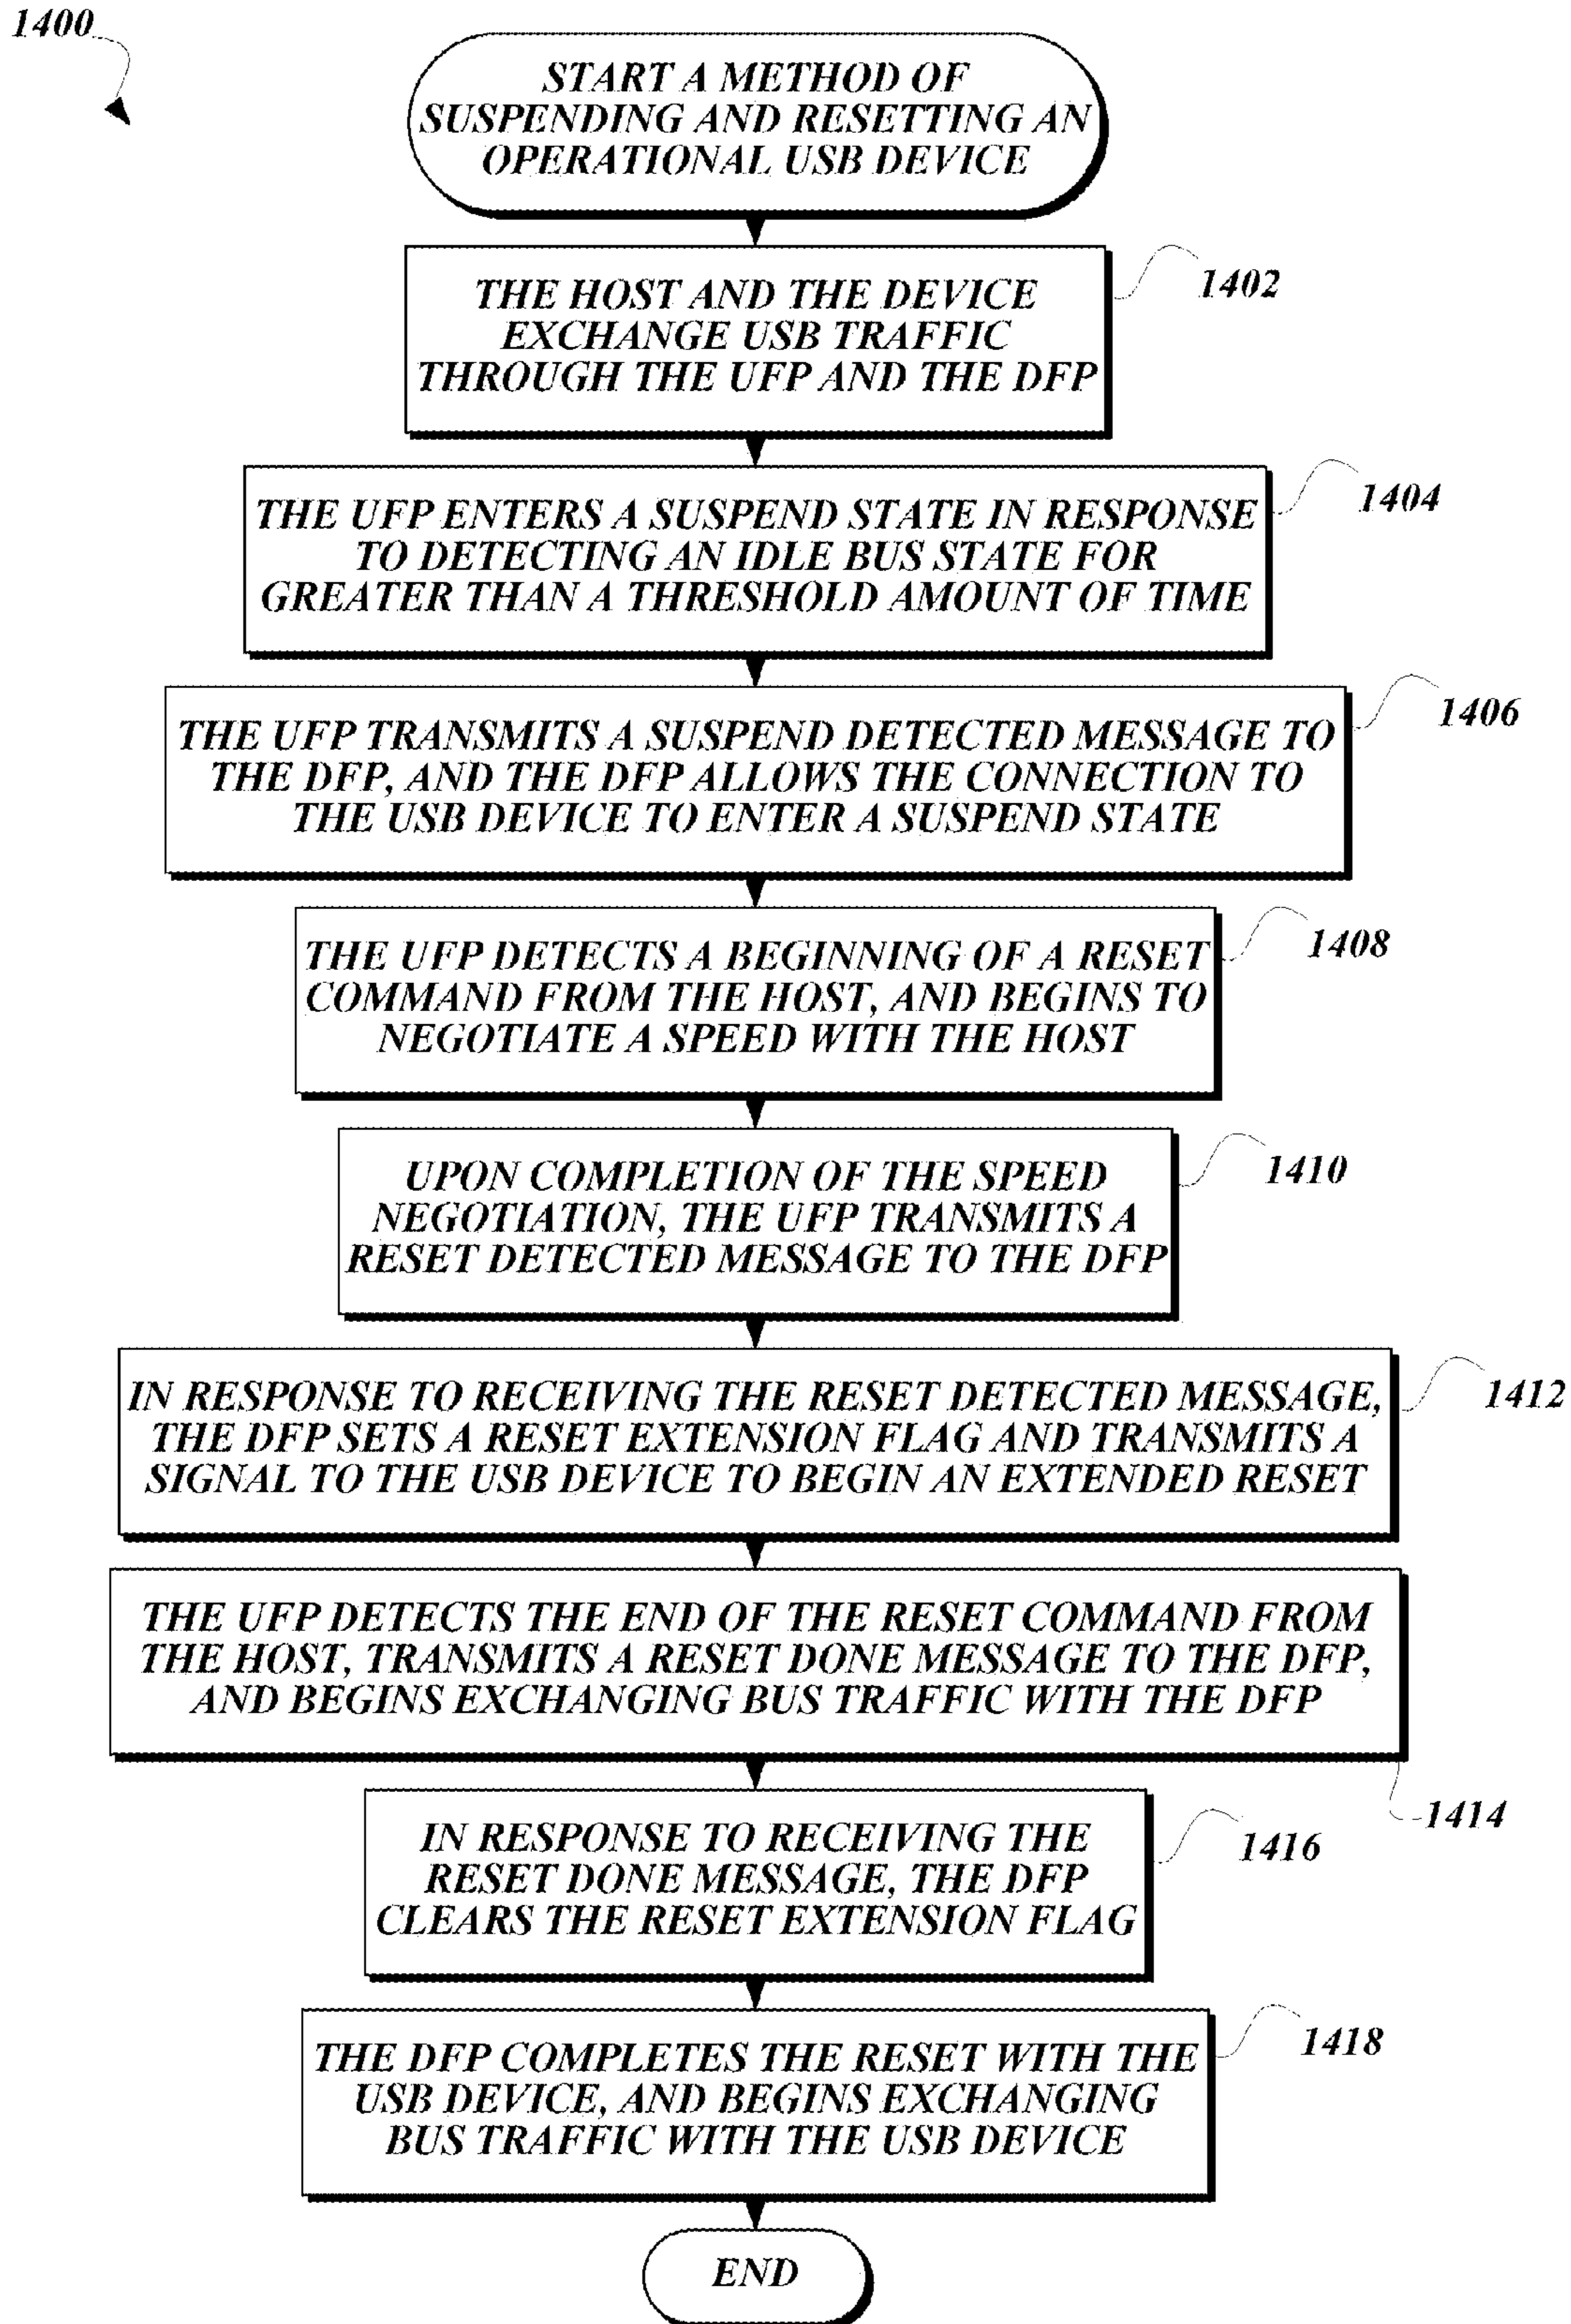 1400
START A METHOD OF
SUSPENDING AND RESETTING AN
OPERATIONAL USB DEVICE
THE HOST AND THE DEVICE
EXCHANGE USB TRAFFIC
THROUGH THE UFP AND THE DFP
1402
THE UFP ENTERS A SUSPEND STATE IN RESPONSE
TO DETECTING AN IDLE BUS STATE FOR
GREATER THAN A THRESHOLD AMOUNT OF TIME
1404
THE UFP TRANSMITS A SUSPEND DETECTED MESSAGE TO
THE DFP, AND THE DFP ALLOWS THE CONNECTION TO
THE USB DEVICE TO ENTER A SUSPEND STATE
1406
THE UFP DETECTS A BEGINNING OF A RESET
COMMAND FROM THE HOST, AND BEGINS TO
NEGOTIATE A SPEED WITH THE HOST
1408
UPON COMPLETION OF THE SPEED
NEGOTIATION, THE UFP TRANSMITS A
RESET DETECTED MESSAGE TO THE DFP
1410
IN RESPONSE TO RECEIVING THE RESET DETECTED MESSAGE,
THE DFP SETS A RESET EXTENSION FLAG AND TRANSMITS A
SIGNAL TO THE USB DEVICE TO BEGIN AN EXTENDED RESET
1412
THE UFP DETECTS THE END OF THE RESET COMMAND FROM
THE HOST, TRANSMITS A RESET DONE MESSAGE TO THE DFP,
AND BEGINS EXCHANGING BUS TRAFFIC WITH THE DFP
1414
IN RESPONSE TO RECEIVING THE
RESET DONE MESSAGE, THE DFP
CLEARS THE RESET EXTENSION FLAG
1416
THE DFP COMPLETES THE RESET WITH THE
USB DEVICE, AND BEGINS EXCHANGING
BUS TRAFFIC WITH THE USB DEVICE
1418
END